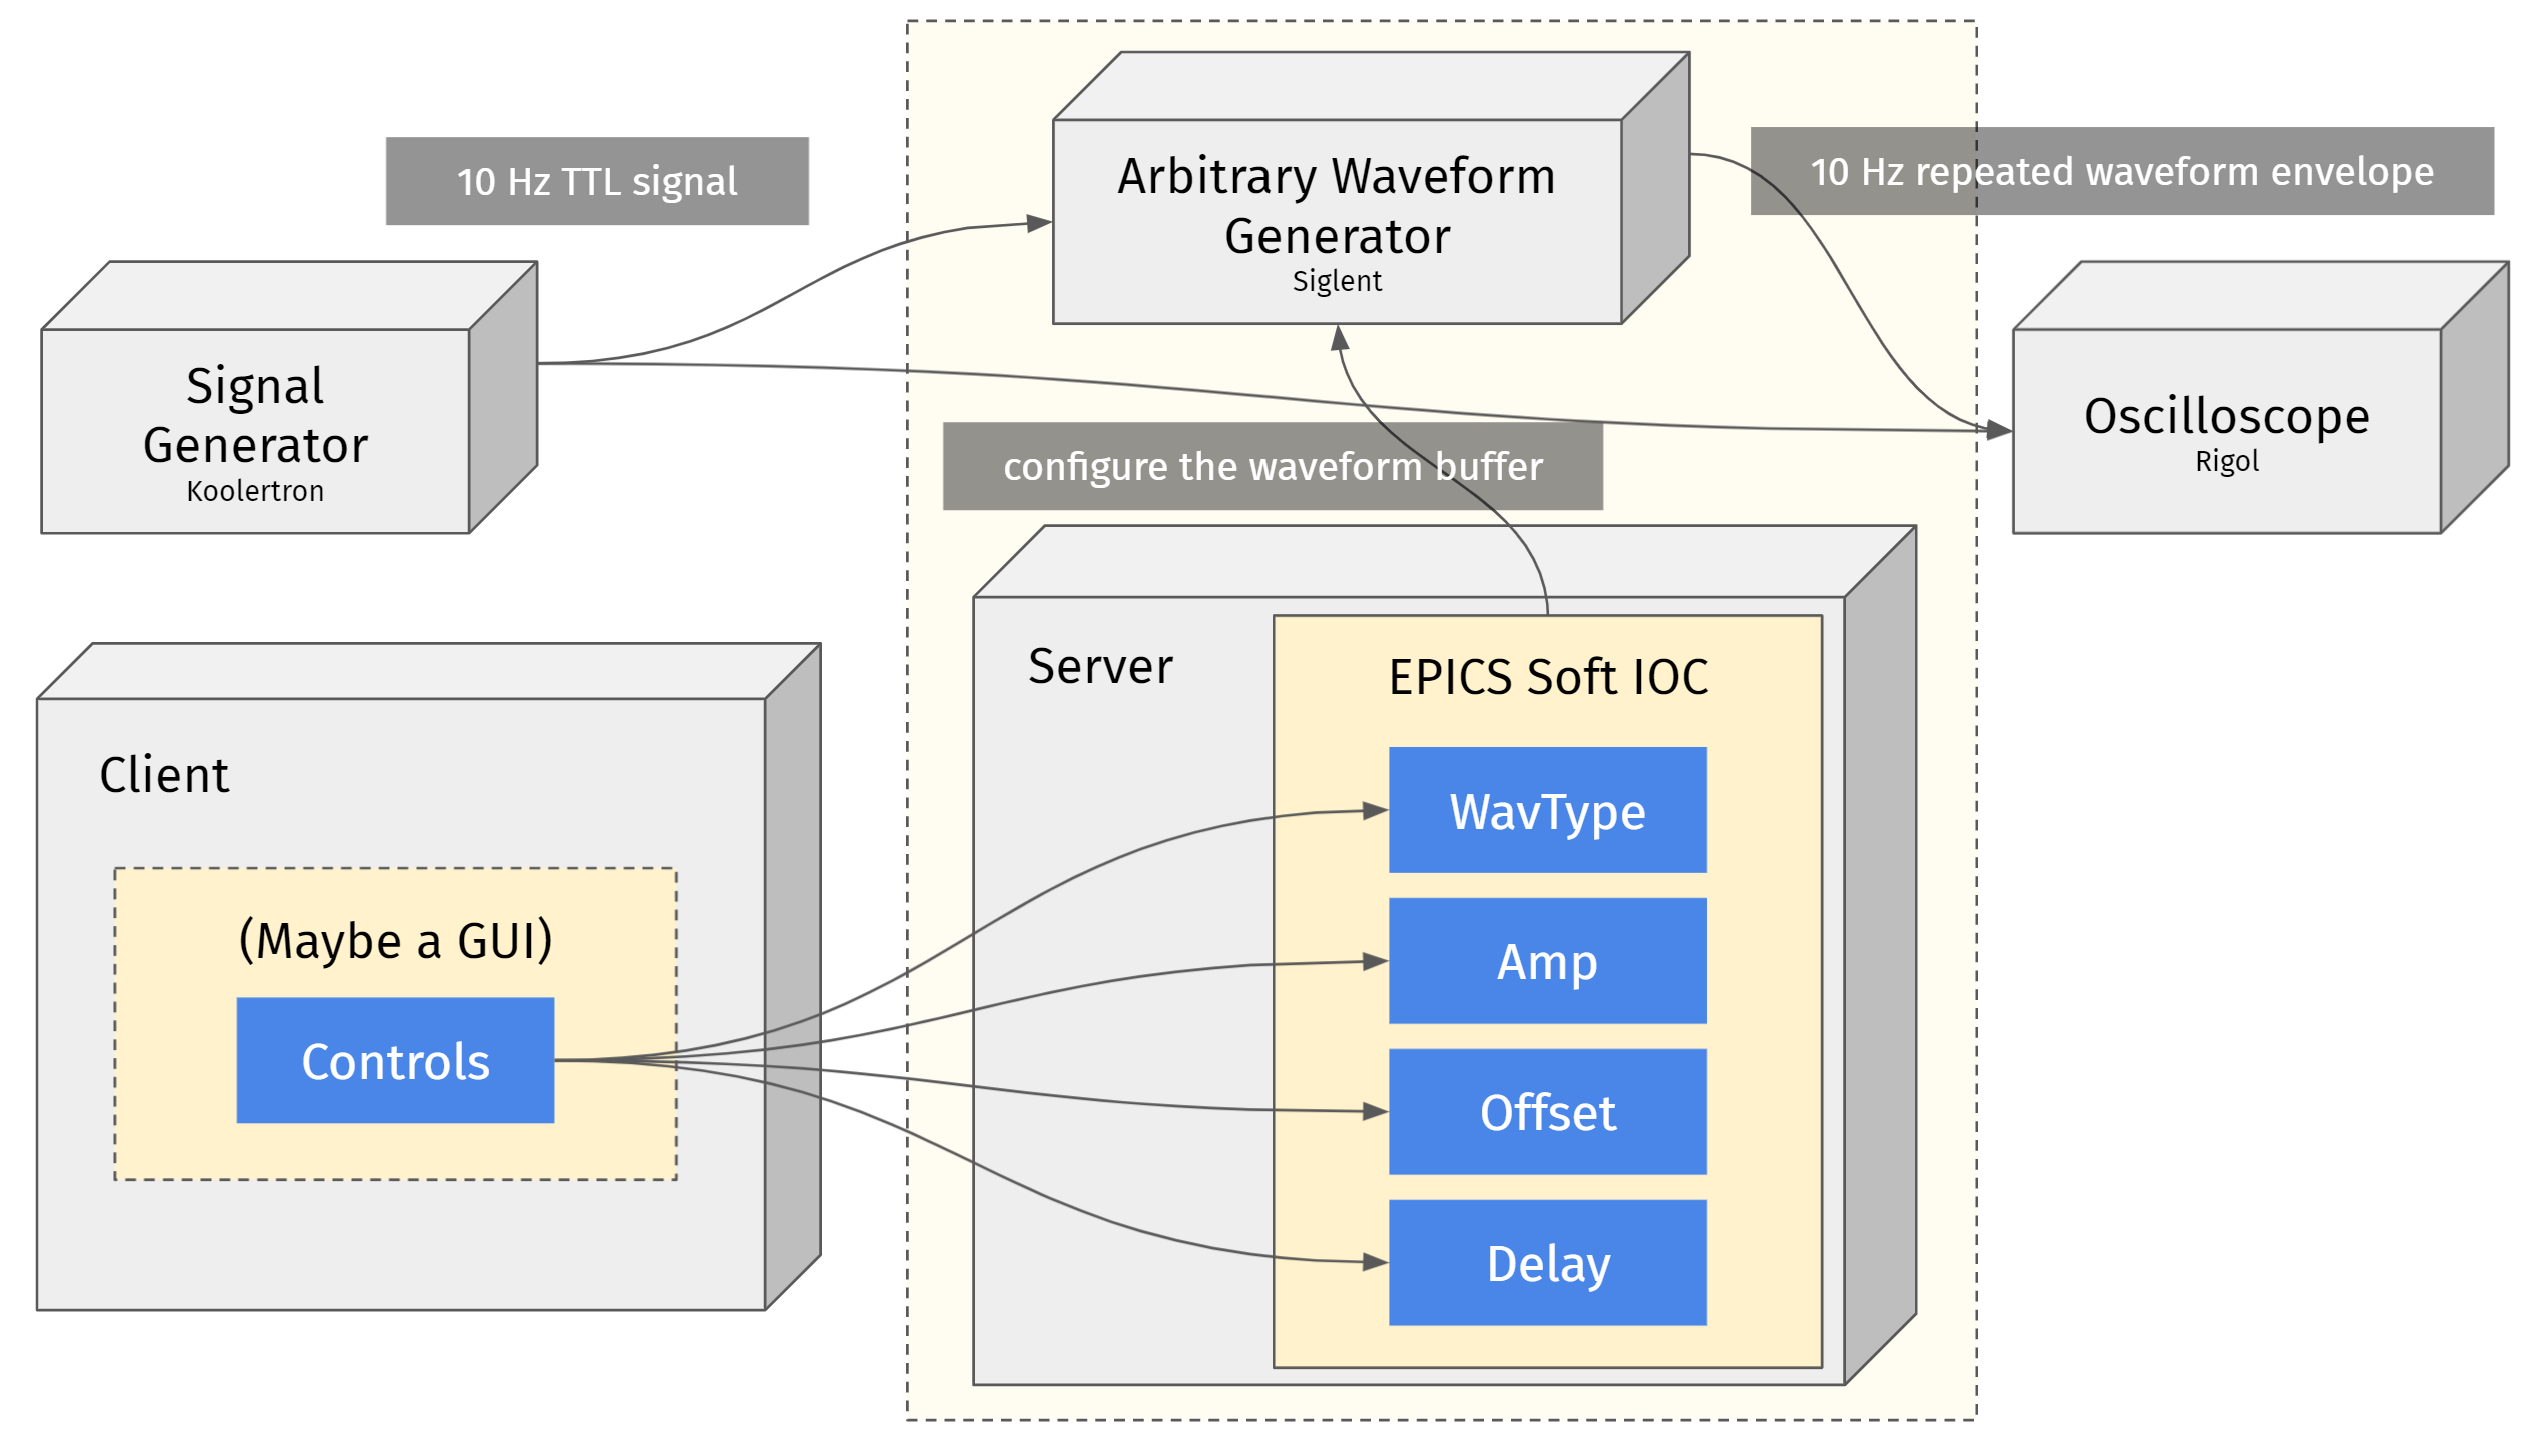 10 Hz TTL signal
Arbitrary Waveform
Generator
Siglent
10 Hz repeated waveform envelope
Signal
Generator
Koolertron
Oscilloscope
Rigol
configure the waveform buffer
Server
EPICS Soft IOC
WavType
Amp
Offset
Delay
Client
(Maybe a GUI)
Controls